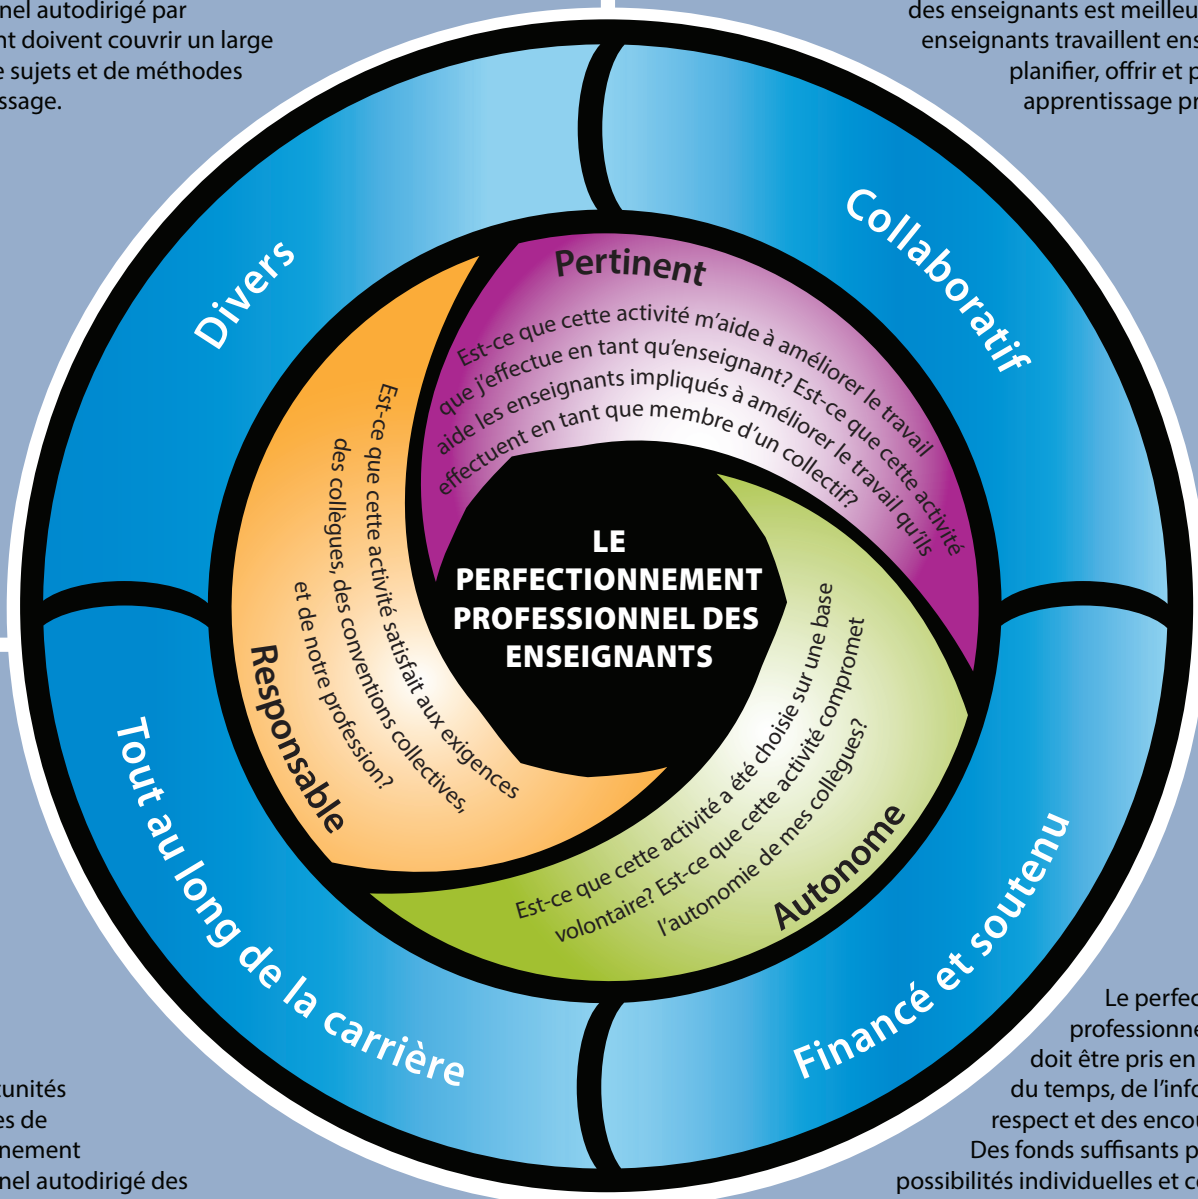 nel autodirigé par
nt doivent couvrir un large
e sujets et de méthodes
ssage.
des enseignants est meilleu
enseignants travaillent ens
planifier, offrir et p
apprentissage pr
Divers
Collaboratif
Pertinent
Est-ce que cette activité m’aide à améliorer le travail
que j’effectue en tant qu’enseignant? Est-ce que cette activité
aide les enseignants impliqués à améliorer le travail qu’ils
effectuent en tant que membre d’un collectif?
LE
PERFECTIONNEMENT
PROFESSIONNEL DES
ENSEIGNANTS
Responsable
Est-ce que cette activité satisfait aux exigences
des collègues, des conventions collectives,
et de notre profession?
Est-ce que cette activité a été choisie sur une base
volontaire? Est-ce que cette activité compromet
l’autonomie de mes collègues?
Autonome
Tout au long de la carrière
Financé et soutenu
tunités
es de
nement
nel autodirigé des
Le perfec
professionne
doit être pris en
du temps, de l’info
respect et des encou
Des fonds suffisants p
possibilités individuelles et c